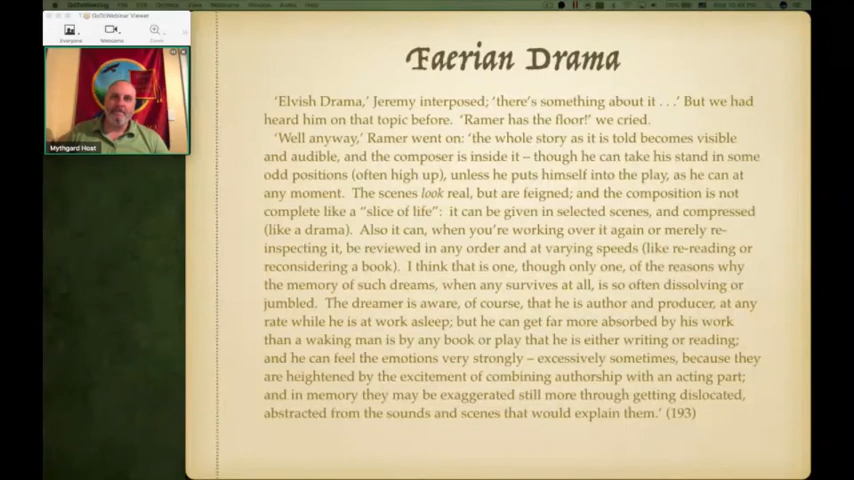 GoToWebinar Viewer
Everyone
Webcams
Mythgard Host
Faerian Drama
‘Elvish Drama,’ Jeremy interposed; ‘there’s something about it . . .’ But we had
heard him on that topic before. ‘Ramer has the floor!’ we cried.
‘Well anyway,’ Ramer went on: ‘the whole story as it is told becomes visible
and audible, and the composer is inside it – though he can take his stand in some
odd positions (often high up), unless he puts himself into the play, as he can at
any moment. The scenes look real, but are feigned; and the composition is not
complete like a “slice of life”: it can be given in selected scenes, and compressed
(like a drama). Also it can, when you’re working over it again or merely re-
inspecting it, be reviewed in any order and at varying speeds (like re-reading or
reconsidering a book). I think that is one, though only one, of the reasons why
the memory of such dreams, when any survives at all, is so often dissolving or
jumbled. The dreamer is aware, of course, that he is author and producer, at any
rate while he is at work asleep; but he can get far more absorbed by his work
than a waking man is by any book or play that he is either writing or reading;
and he can feel the emotions very strongly – excessively sometimes, because they
are heightened by the excitement of combining authorship with an acting part;
and in memory they may be exaggerated still more through getting dislocated,
abstracted from the sounds and scenes that would explain them.’ (193)